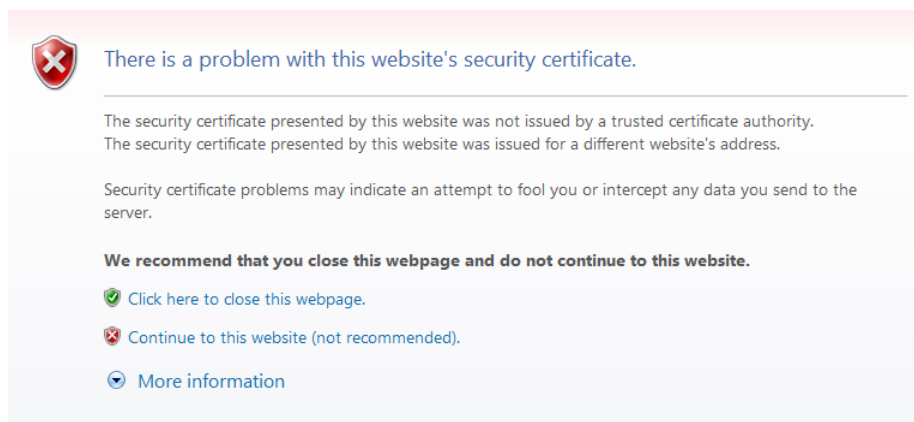 There is a problem with this website's security certificate.
The security certificate presented by this website was not issued by a trusted certificate authority.
The security certificate presented by this website was issued for a different website's address.
Security certificate problems may indicate an attempt to fool you or intercept any data you send to the
server.
We recommend that you close this webpage and do not continue to this website.
Click here to close this webpage.
Continue to this website (not recommended).
More information